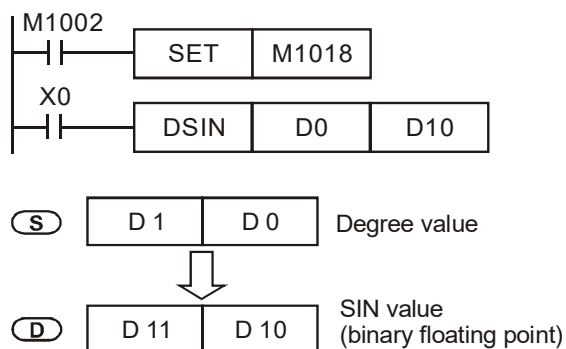 M1002
SET M1018
X0
DSIN D0 D10
S D 1 D 0 Degree value
D D 11 D 10 SIN value
(binary floating point)